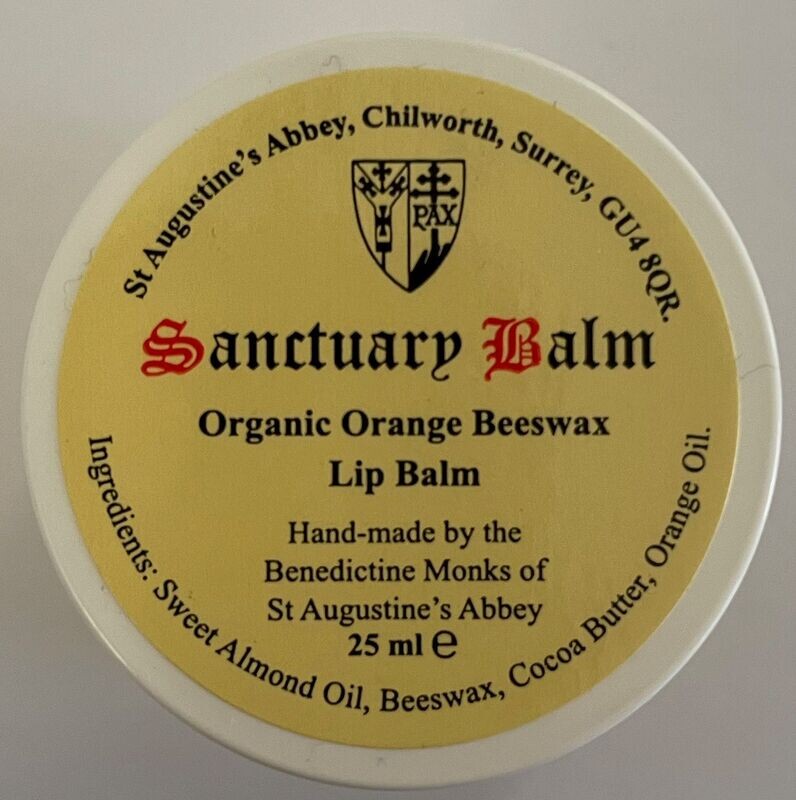 St Augustine's Abbey, Chilworth, Surrey, GU4 8QR.
PAX
Sanctuary Balm
Organic Orange Beeswax
Lip Balm
Hand-made by the
Benedictine Monks of
St Augustine's Abbey
25 ml ℮
Ingredients: Sweet Almond Oil, Beeswax, Cocoa Butter, Orange Oil.